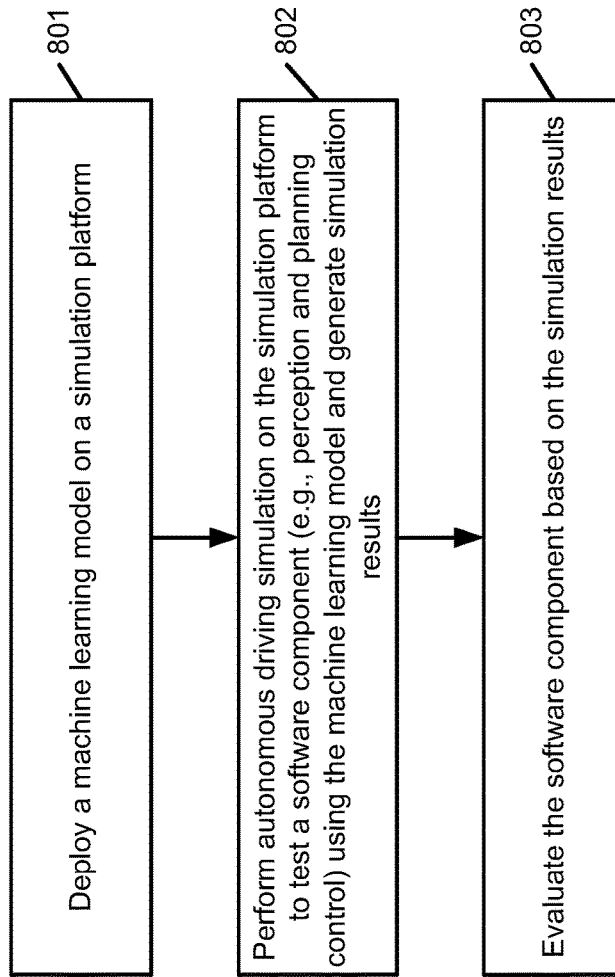 Deploy a machine learning model on a simulation platform
801
Perform autonomous driving simulation on the simulation platform
to test a software component (e.g., perception and planning
control) using the machine learning model and generate simulation
results
802
Evaluate the software component based on the simulation results
803